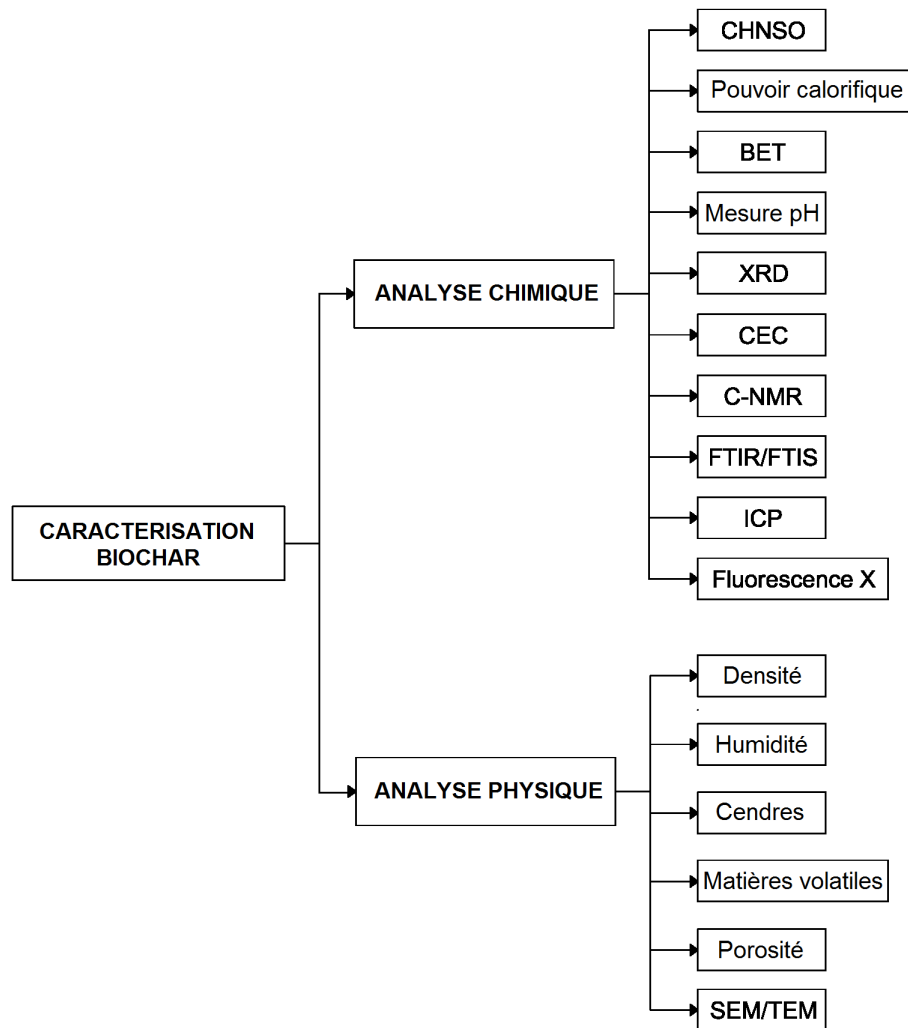 CHNSO
Pouvoir calorifique
BET
Mesure pH
XRD
ANALYSE CHIMIQUE
CEC
C-NMR
FTIR/FTIS
ICP
Fluorescence X
CARACTERISATION
BIOCHAR
Densité
Humidité
ANALYSE PHYSIQUE
Cendres
Matières volatiles
Porosité
SEM/TEM